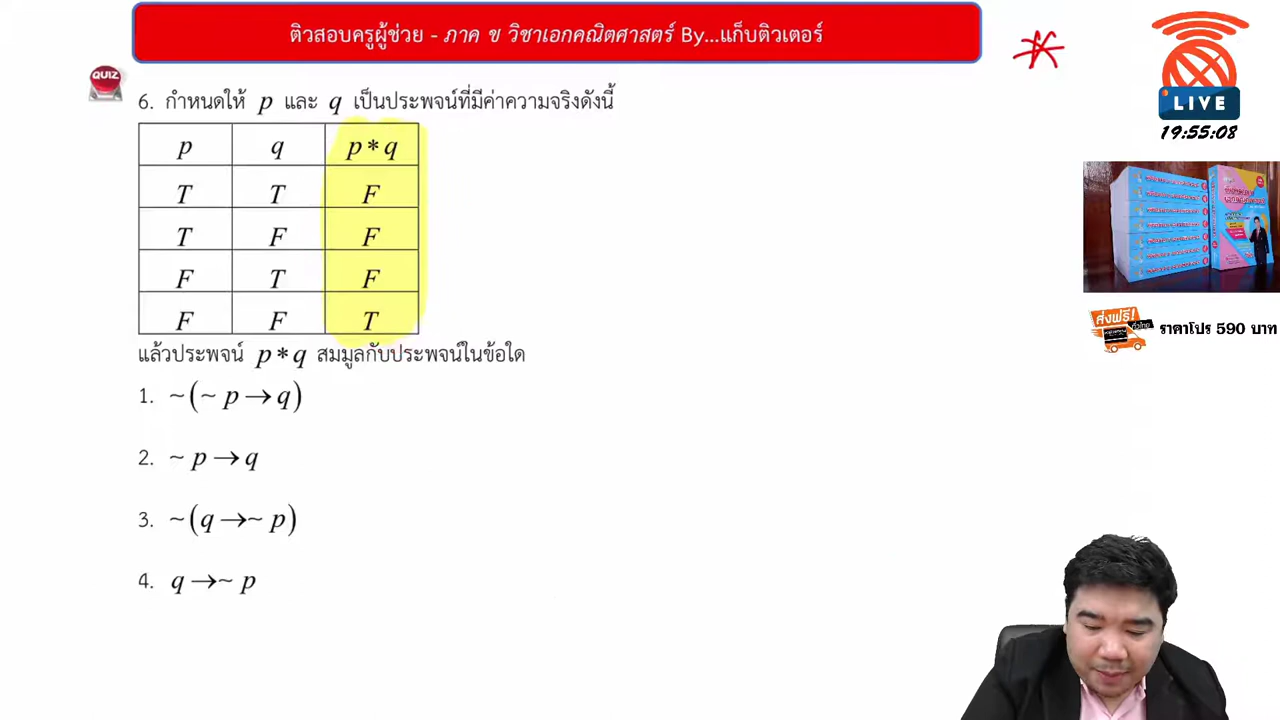 ติวสอบครูผู้ช่วย - ภาค ข วิชาเอกคณิตศาสตร์ By...แก็บติวเตอร์
QUIZ
LIVE
19:55:08
6. กำหนดให้ p และ q เป็นประพจน์ที่มีค่าความจริงดังนี้
p q p * q
T T F
T F F
F T F
F F T
แล้วประพจน์ p * q สมมูลกับประพจน์ในข้อใด
1. ~(~ p → q)
2. ~ p → q
3. ~(q →~ p)
4. q →~ p
ส่งฟรี!
ทั่วไทย
ราคาโปร 590 บาท